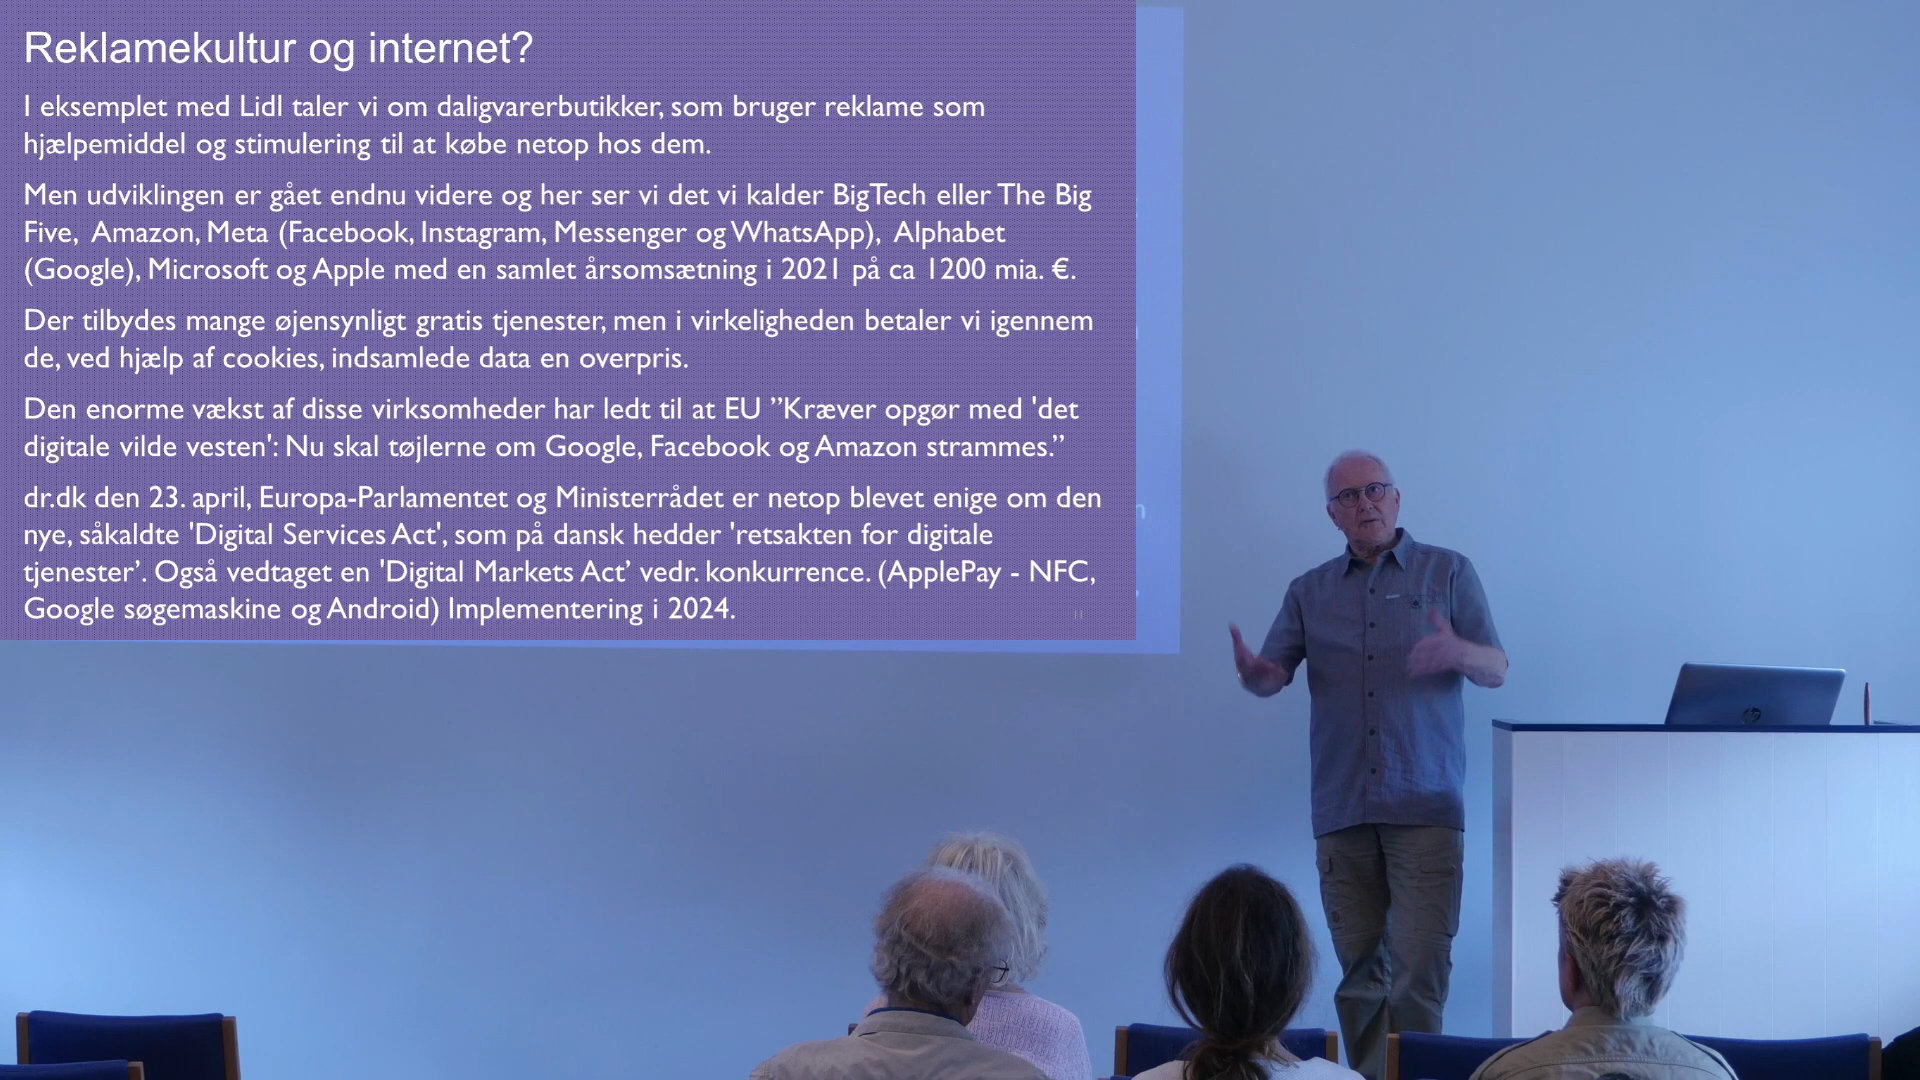 Reklamekultur og internet?
I eksemplet med Lidl taler vi om daligvarerbutikker, som bruger reklame som
hjælpemiddel og stimulering til at købe netop hos dem.
Men udviklingen er gået endnu videre og her ser vi det vi kalder BigTech eller The Big
Five,  Amazon, Meta (Facebook, Instagram, Messenger og WhatsApp),  Alphabet
(Google), Microsoft og Apple med en samlet årsomsætning i 2021 på ca 1200 mia. €.
Der tilbydes mange øjensynligt gratis tjenester, men i virkeligheden betaler vi igennem
de, ved hjælp af cookies, indsamlede data en overpris.
Den enorme vækst af disse virksomheder har ledt til at EU ”Kræver opgør med 'det
digitale vilde vesten': Nu skal tøjlerne om Google, Facebook og Amazon strammes.”
dr.dk den 23. april, Europa-Parlamentet og Ministerrådet er netop blevet enige om den
nye, såkaldte 'Digital Services Act', som på dansk hedder 'retsakten for digitale
tjenester’. Også vedtaget en 'Digital Markets Act’ vedr. konkurrence. (ApplePay - NFC,
Google søgemaskine og Android) Implementering i 2024.
11
hp